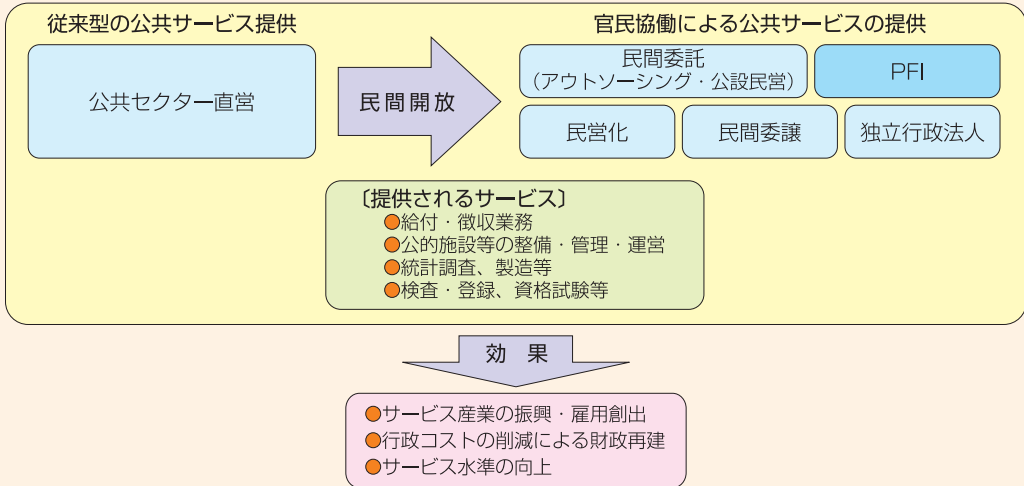 従来型の公共サービス提供
公共セクター直営
民間開放
官民協働による公共サービスの提供
民間委託
（アウトソーシング・公設民営）
PFI
民営化
民間委譲
独立行政法人
〔提供されるサービス〕
●給付・徴収業務
●公的施設等の整備・管理・運営
●統計調査、製造等
●検査・登録、資格試験等
効 果
●サービス産業の振興・雇用創出
●行政コストの削減による財政再建
●サービス水準の向上